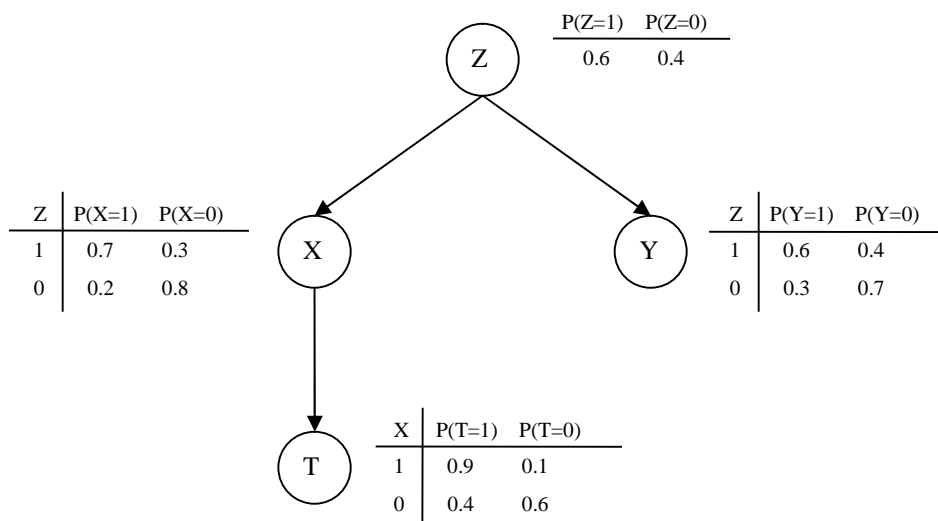 P(Z=1) P(Z=0)
0.6 0.4
Z
Z P(X=1) P(X=0)
1 0.7 0.3
0 0.2 0.8
X
Y
Z P(Y=1) P(Y=0)
1 0.6 0.4
0 0.3 0.7
T
X P(T=1) P(T=0)
1 0.9 0.1
0 0.4 0.6